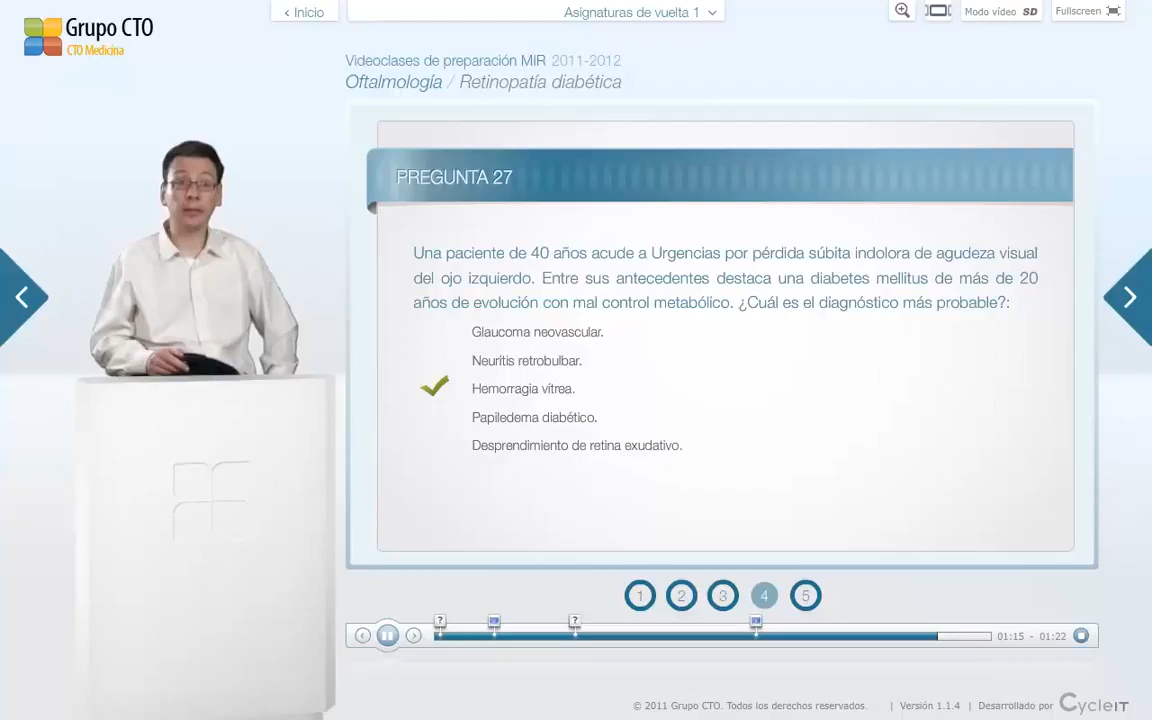 Grupo CTO
CTO Medicina
‹ Inicio
Asignaturas de vuelta 1
Modo vídeo SD
Fullscreen
Videoclases de preparación MIR 2011-2012
Oftalmología / Retinopatía diabética
PREGUNTA 27
Una paciente de 40 años acude a Urgencias por pérdida súbita indolora de agudeza visual
del ojo izquierdo. Entre sus antecedentes destaca una diabetes mellitus de más de 20
años de evolución con mal control metabólico. ¿Cuál es el diagnóstico más probable?:
Glaucoma neovascular.
Neuritis retrobulbar.
Hemorragia vítrea.
Papiledema diabético.
Desprendimiento de retina exudativo.
1 2 3 4 5
? ?
01:15 - 01:22
© 2011 Grupo CTO. Todos los derechos reservados. | Versión 1.1.4 | Desarrollado por CycleIT